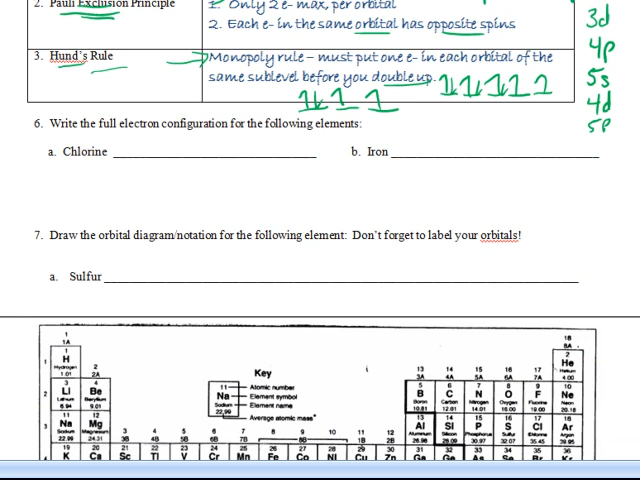 2. Pauli Exclusion Principle
1. Only 2 e- max, per orbital
2. Each e- in the same orbital has opposite spins
3. Hund's Rule
Monopoly rule – must put one e- in each orbital of the
same sublevel before you double up.
3d
4p
5s
4d
5p
6. Write the full electron configuration for the following elements:
a. Chlorine
b. Iron
7. Draw the orbital diagram/notation for the following element: Don't forget to label your orbitals!
a. Sulfur
1
1A
18
8A
1
H
Hydrogen
1.01
2
2A
Key
13 14 15 16 17
3A 4A 5A 6A 7A
2
He
Helium
4.00
11 Atomic number
Na Element symbol
Sodium Element name
22.99 Average atomic mass*
3 4 5 6 7 8 9 10
2 Li Be B C N O F Ne
Lithium Beryllium Boron Carbon Nitrogen Oxygen Fluorine Neon
6.94 9.01 10.81 12.01 14.01 16.00 19.00 20.18
11 12 13 14 15 16 17 18
Na Mg Al Si P S Cl Ar
Sodium Magnesium Aluminum Silicon Phosphorus Sulfur Chlorine Argon
22.99 24.31 26.98 28.09 30.97 32.07 35.45 39.95
3 4 5 6 7 8 9 10 11 12
3B 4B 5B 6B 7B 8B 1B 2B
19 20 21 22 23 24 25 26 27 28 29 30 31 32 33 34 35 36
K Ca Sc Ti V Cr Mn Fe Co Ni Cu Zn Ga Ge As Se Br Kr